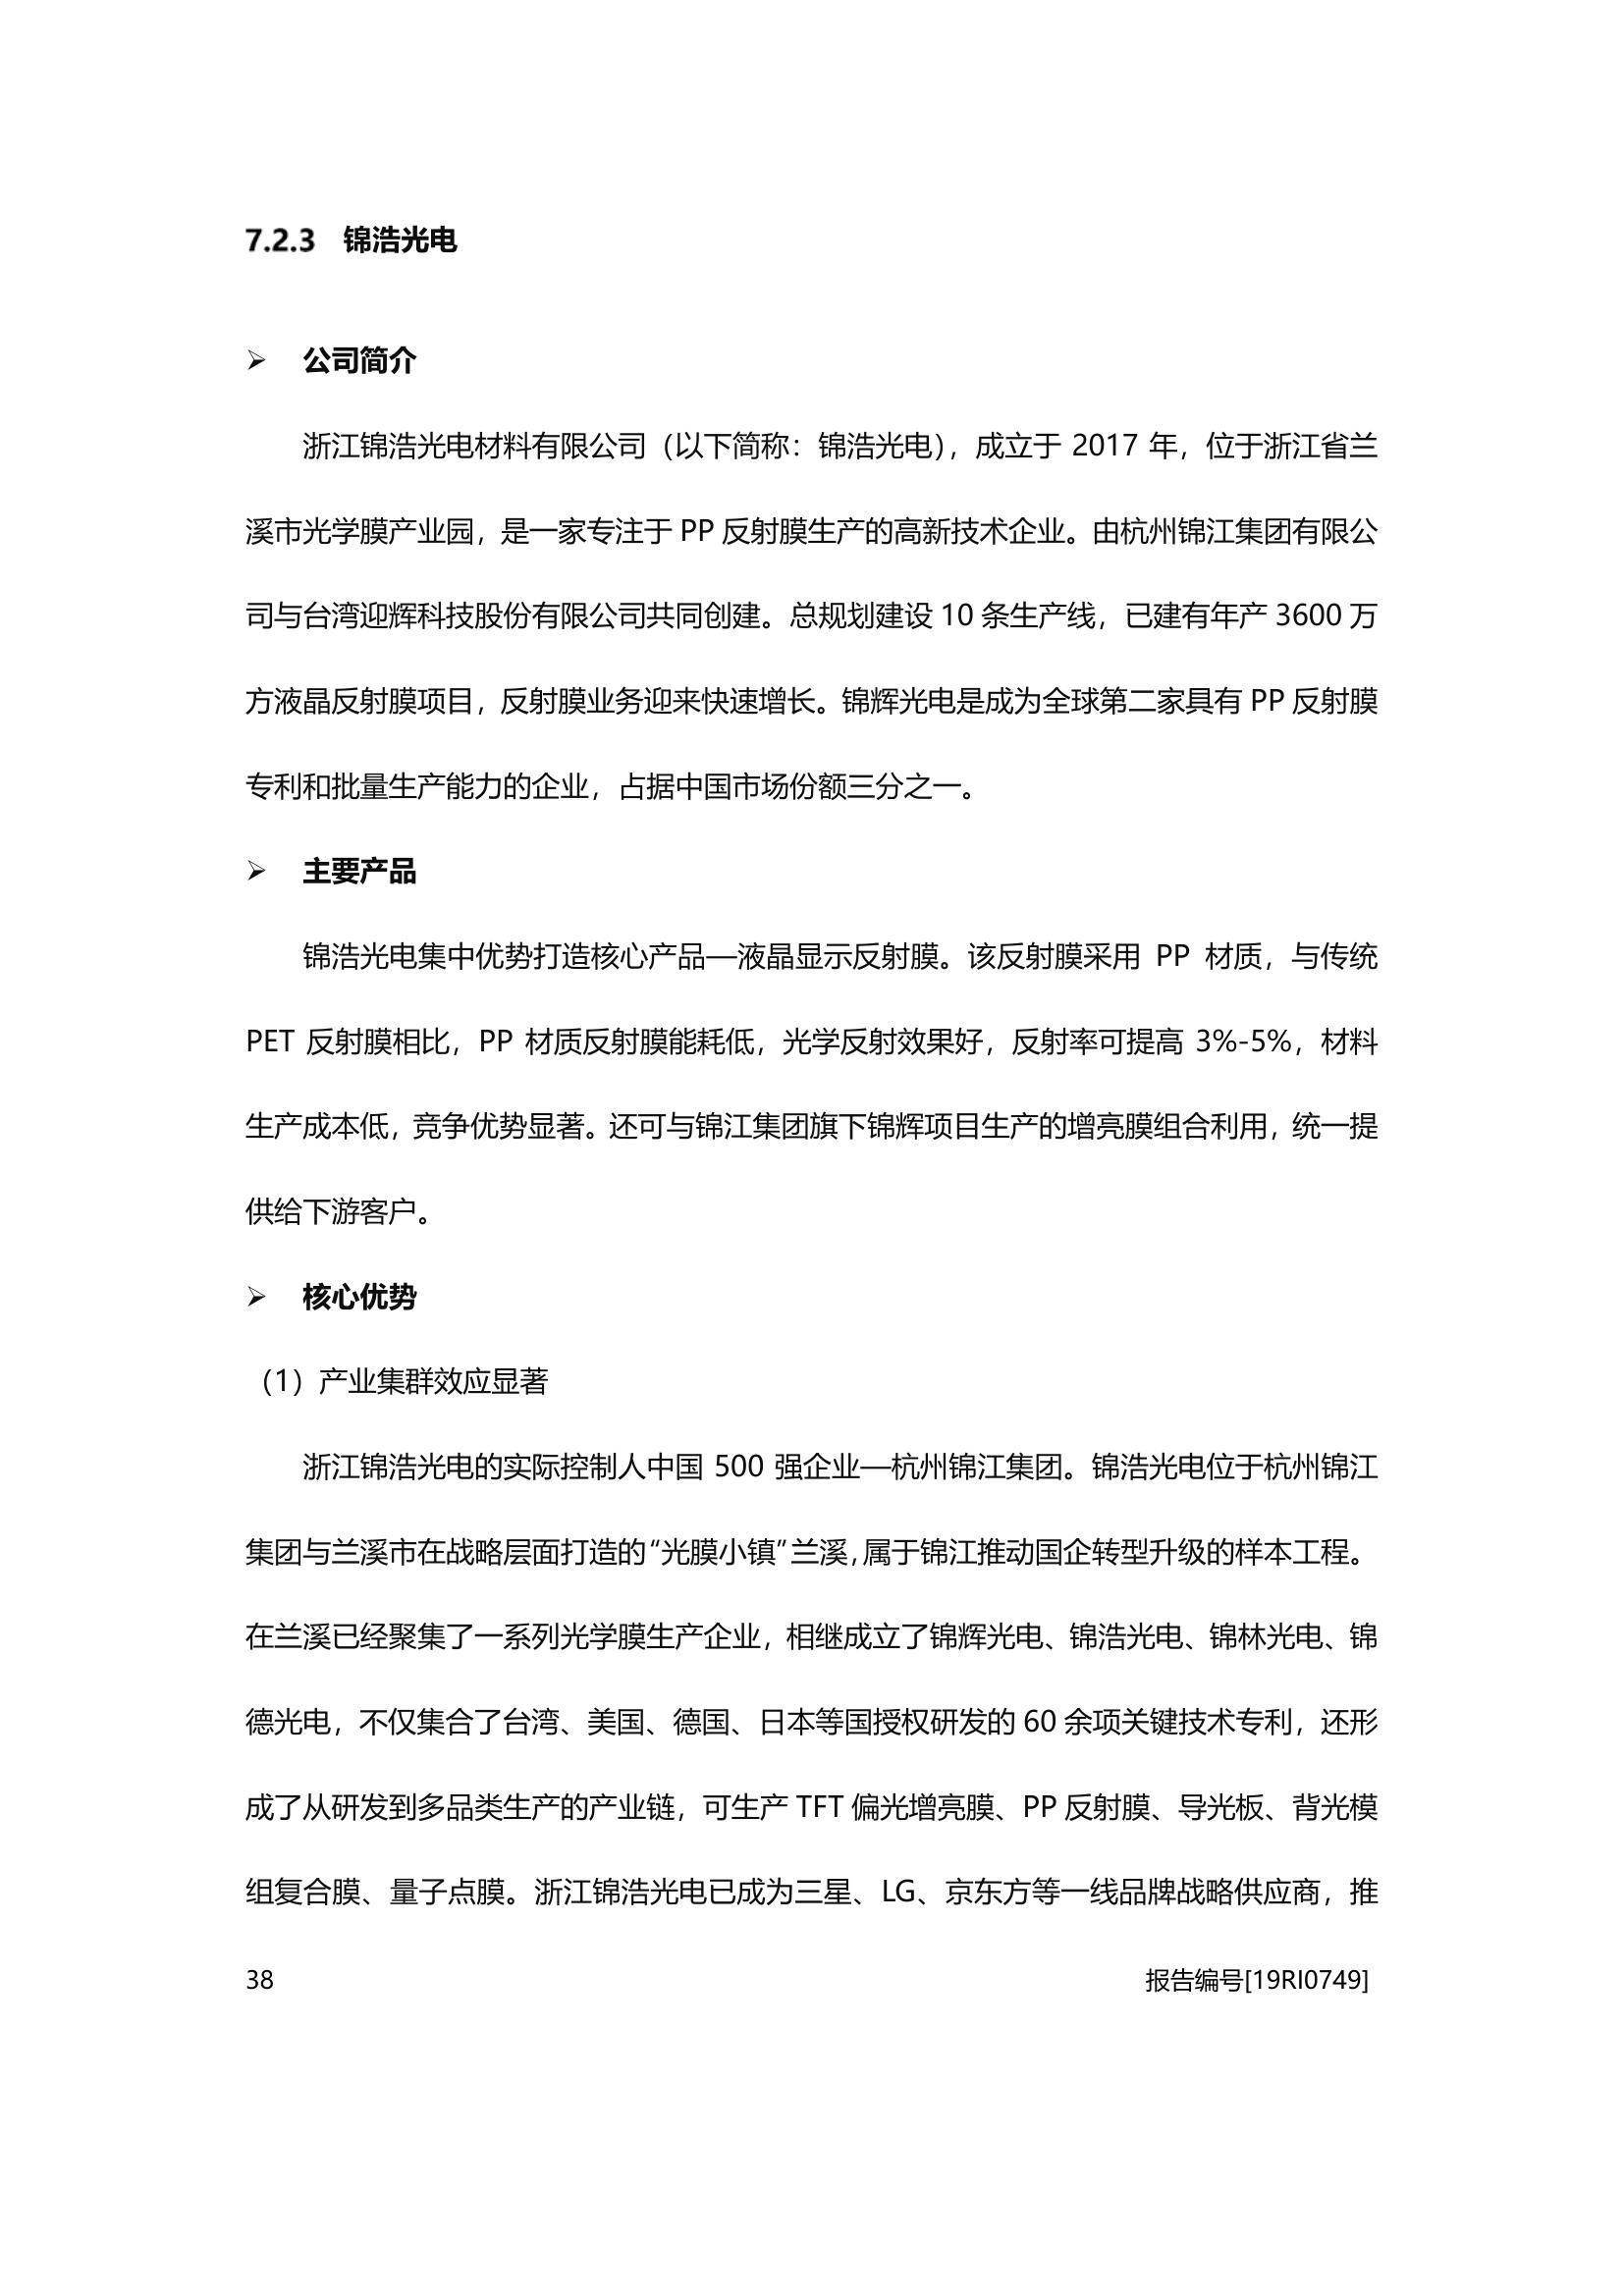 7.2.3 锦浩光电
➢ 公司简介
浙江锦浩光电材料有限公司（以下简称：锦浩光电），成立于 2017 年，位于浙江省兰
溪市光学膜产业园，是一家专注于 PP 反射膜生产的高新技术企业。由杭州锦江集团有限公
司与台湾迎辉科技股份有限公司共同创建。总规划建设 10 条生产线，已建有年产 3600 万
方液晶反射膜项目，反射膜业务迎来快速增长。锦辉光电是成为全球第二家具有 PP 反射膜
专利和批量生产能力的企业，占据中国市场份额三分之一。
➢ 主要产品
锦浩光电集中优势打造核心产品—液晶显示反射膜。该反射膜采用 PP 材质，与传统
PET 反射膜相比，PP 材质反射膜能耗低，光学反射效果好，反射率可提高 3%-5%，材料
生产成本低，竞争优势显著。还可与锦江集团旗下锦辉项目生产的增亮膜组合利用，统一提
供给下游客户。
➢ 核心优势
（1）产业集群效应显著
浙江锦浩光电的实际控制人中国 500 强企业—杭州锦江集团。锦浩光电位于杭州锦江
集团与兰溪市在战略层面打造的“光膜小镇”兰溪，属于锦江推动国企转型升级的样本工程。
在兰溪已经聚集了一系列光学膜生产企业，相继成立了锦辉光电、锦浩光电、锦林光电、锦
德光电，不仅集合了台湾、美国、德国、日本等国授权研发的 60 余项关键技术专利，还形
成了从研发到多品类生产的产业链，可生产 TFT 偏光增亮膜、PP 反射膜、导光板、背光模
组复合膜、量子点膜。浙江锦浩光电已成为三星、LG、京东方等一线品牌战略供应商，推
38 报告编号[19RI0749]